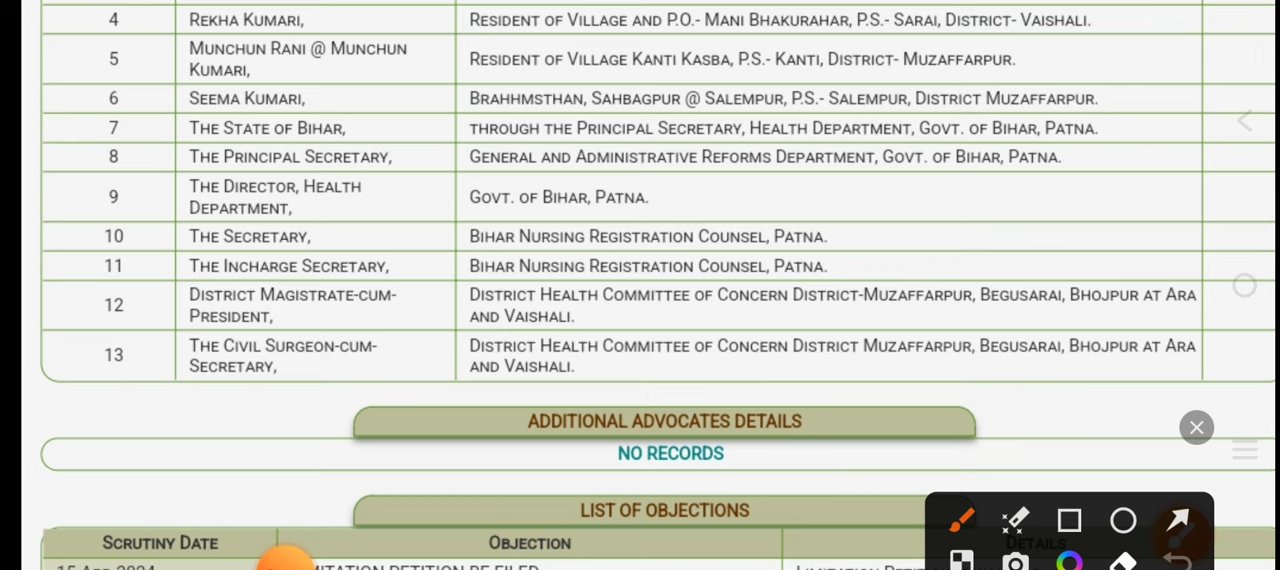 4 REKHA KUMARI, RESIDENT OF VILLAGE AND P.O.- MANI BHAKURAHAR, P.S.- SARAI, DISTRICT- VAISHALI.
5 MUNCHUN RANI @ MUNCHUN KUMARI, RESIDENT OF VILLAGE KANTI KASBA, P.S.- KANTI, DISTRICT- MUZAFFARPUR.
6 SEEMA KUMARI, BRAHHMSTHAN, SAHBAGPUR @ SALEMPUR, P.S.- SALEMPUR, DISTRICT MUZAFFARPUR.
7 THE STATE OF BIHAR, THROUGH THE PRINCIPAL SECRETARY, HEALTH DEPARTMENT, GOVT. OF BIHAR, PATNA.
8 THE PRINCIPAL SECRETARY, GENERAL AND ADMINISTRATIVE REFORMS DEPARTMENT, GOVT. OF BIHAR, PATNA.
9 THE DIRECTOR, HEALTH DEPARTMENT, GOVT. OF BIHAR, PATNA.
10 THE SECRETARY, BIHAR NURSING REGISTRATION COUNSEL, PATNA.
11 THE INCHARGE SECRETARY, BIHAR NURSING REGISTRATION COUNSEL, PATNA.
12 DISTRICT MAGISTRATE-CUM-PRESIDENT, DISTRICT HEALTH COMMITTEE OF CONCERN DISTRICT-MUZAFFARPUR, BEGUSARAI, BHOJPUR AT ARA AND VAISHALI.
13 THE CIVIL SURGEON-CUM-SECRETARY, DISTRICT HEALTH COMMITTEE OF CONCERN DISTRICT MUZAFFARPUR, BEGUSARAI, BHOJPUR AT ARA AND VAISHALI.
ADDITIONAL ADVOCATES DETAILS
NO RECORDS
LIST OF OBJECTIONS
SCRUTINY DATE OBJECTION DETAILS